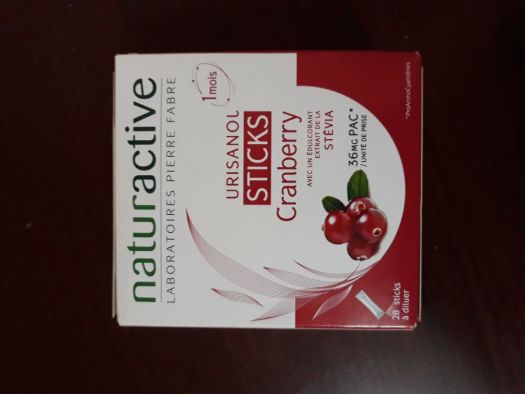 naturactive
LABORATOIRES PIERRE FABRE
1 mois
URISANOL
STICKS
Cranberry
AVEC UN ÉDULCORANT
EXTRAIT DE LA
STÉVIA
36MG PAC*
/ UNITÉ DE PRISE
28 sticks
à diluer
*ProAnthoCyanidines